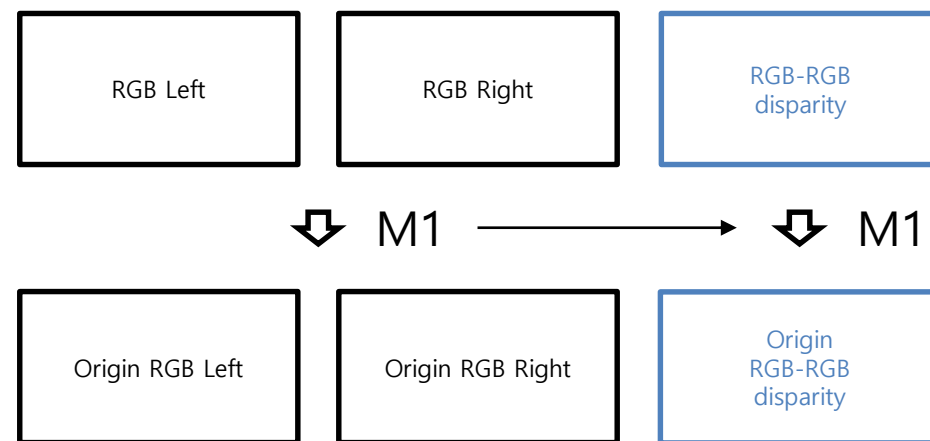 RGB Left
RGB Right
RGB-RGB
disparity
M1
M1
Origin RGB Left
Origin RGB Right
Origin
RGB-RGB
disparity